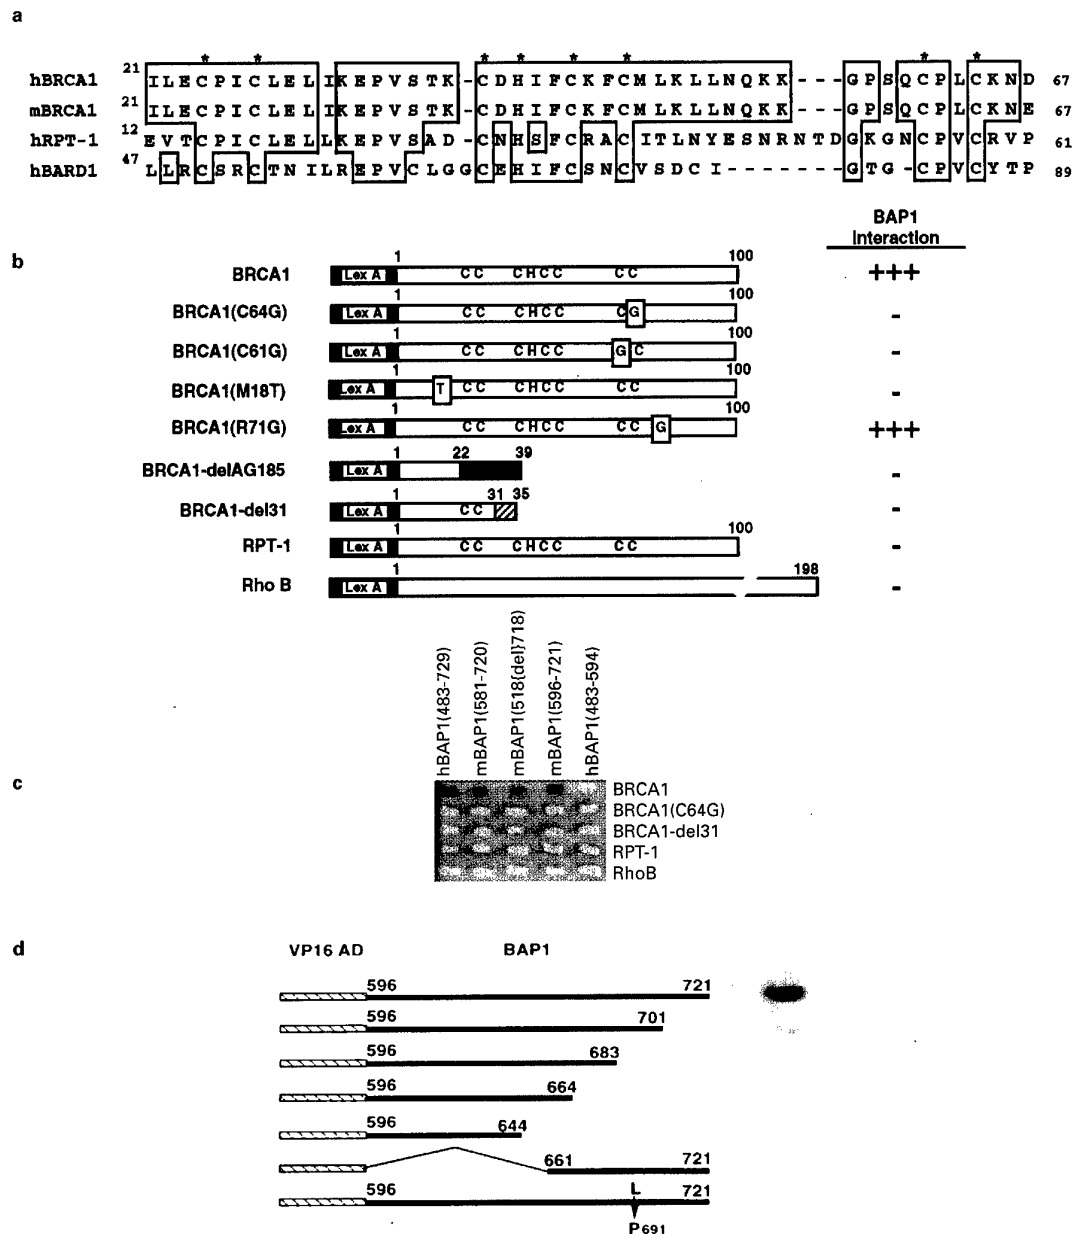 a
* * * * * * * *
hBRCA1 21 ILECPICLELIKEPVSTK-CDHIFCKFCMLKLLNQKK---GPSQCPLCKND 67
mBRCA1 21 ILECPICLELIKEPVSTK-CDHIFCKFCMLKLLNQKK---GPSQCPLCKNE 67
hRPT-1 12 EVTCPICLELLKEPVSAD-CNHSFCRACITLNYESNRNTDGKGNCPVCRVP 61
hBARD1 47 LLRCSRCTNILREPVCLGGCEHIFCSNCVSDCI-------GTG-CPVCYTP 89
BAP1
Interaction
b
BRCA1 Lex A 1 CC CHCC CC 100 +++
BRCA1(C64G) Lex A 1 CC CHCC CG 100 -
BRCA1(C61G) Lex A 1 CC CHCC GC 100 -
BRCA1(M18T) Lex A 1 T CC CHCC CC 100 -
BRCA1(R71G) Lex A 1 CC CHCC CC G 100 +++
BRCA1-delAG185 Lex A 1 22 39 -
BRCA1-del31 Lex A 1 CC 31 35 -
RPT-1 Lex A 1 CC CHCC CC 100 -
Rho B Lex A 1 198 -
hBAP1(483-729)
mBAP1(581-720)
mBAP1(518{del}718)
mBAP1(596-721)
hBAP1(483-594)
c
BRCA1
BRCA1(C64G)
BRCA1-del31
RPT-1
RhoB
d
VP16 AD BAP1
596 721
596 701
596 683
596 664
596 644
661 721
596 L 721
P691